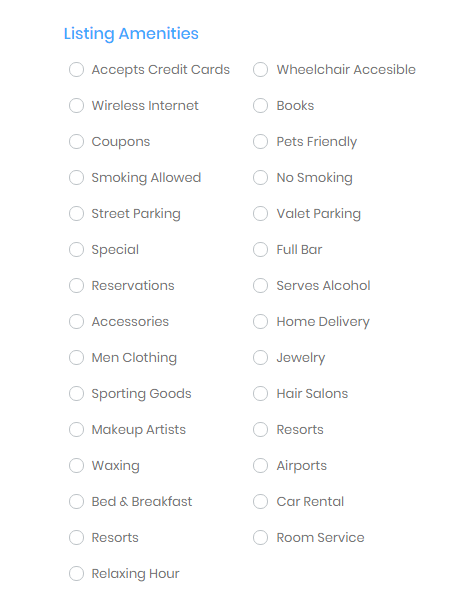 Listing Amenities
Accepts Credit Cards
Wheelchair Accesible
Wireless Internet
Books
Coupons
Pets Friendly
Smoking Allowed
No Smoking
Street Parking
Valet Parking
Special
Full Bar
Reservations
Serves Alcohol
Accessories
Home Delivery
Men Clothing
Jewelry
Sporting Goods
Hair Salons
Makeup Artists
Resorts
Waxing
Airports
Bed & Breakfast
Car Rental
Resorts
Room Service
Relaxing Hour